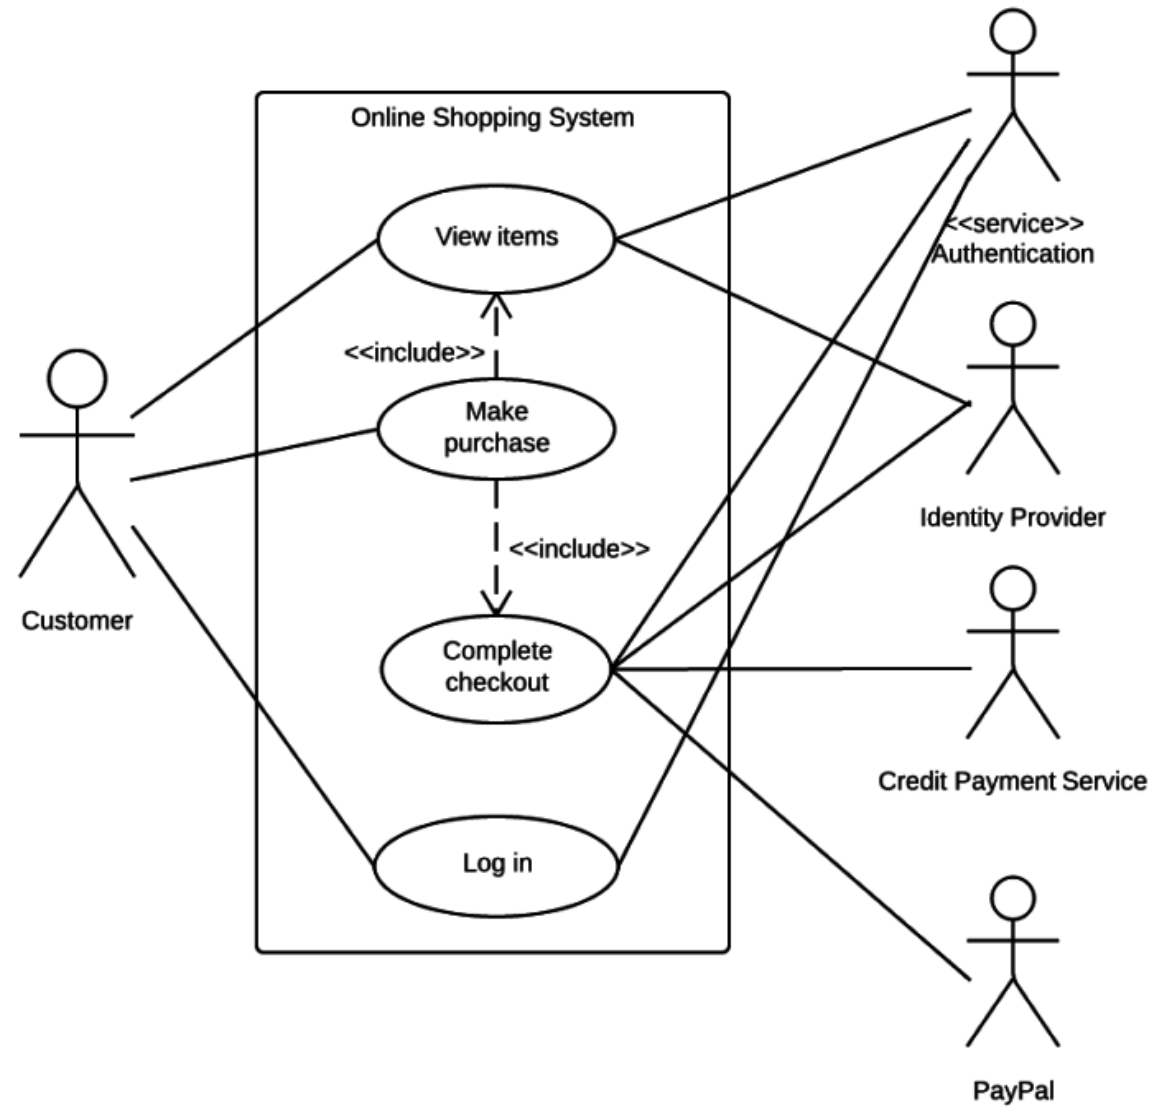 Online Shopping System
View items
<<service>>
Authentication
<<include>>
Make
purchase
Identity Provider
<<include>>
Customer
Complete
checkout
Credit Payment Service
Log in
PayPal